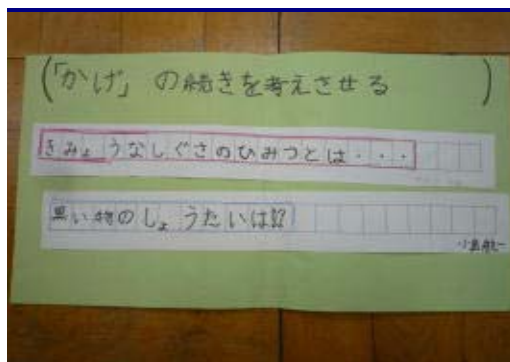 (「かげ」の続きを考えさせる)
きみょうなしぐさのひみつとは・・・
黒い物のしょうたいは!?